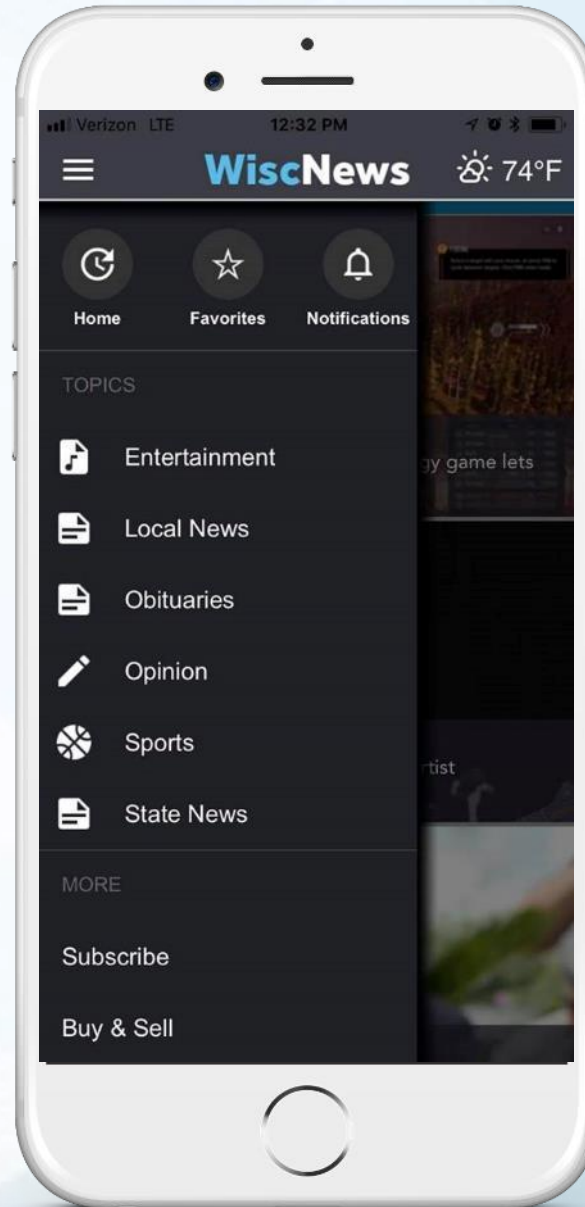 Verizon LTE 12:32 PM
WiscNews 74°F
Home Favorites Notifications
TOPICS
Entertainment
gy game lets
Local News
Obituaries
Opinion
Sports
rtist
State News
MORE
Subscribe
Buy & Sell